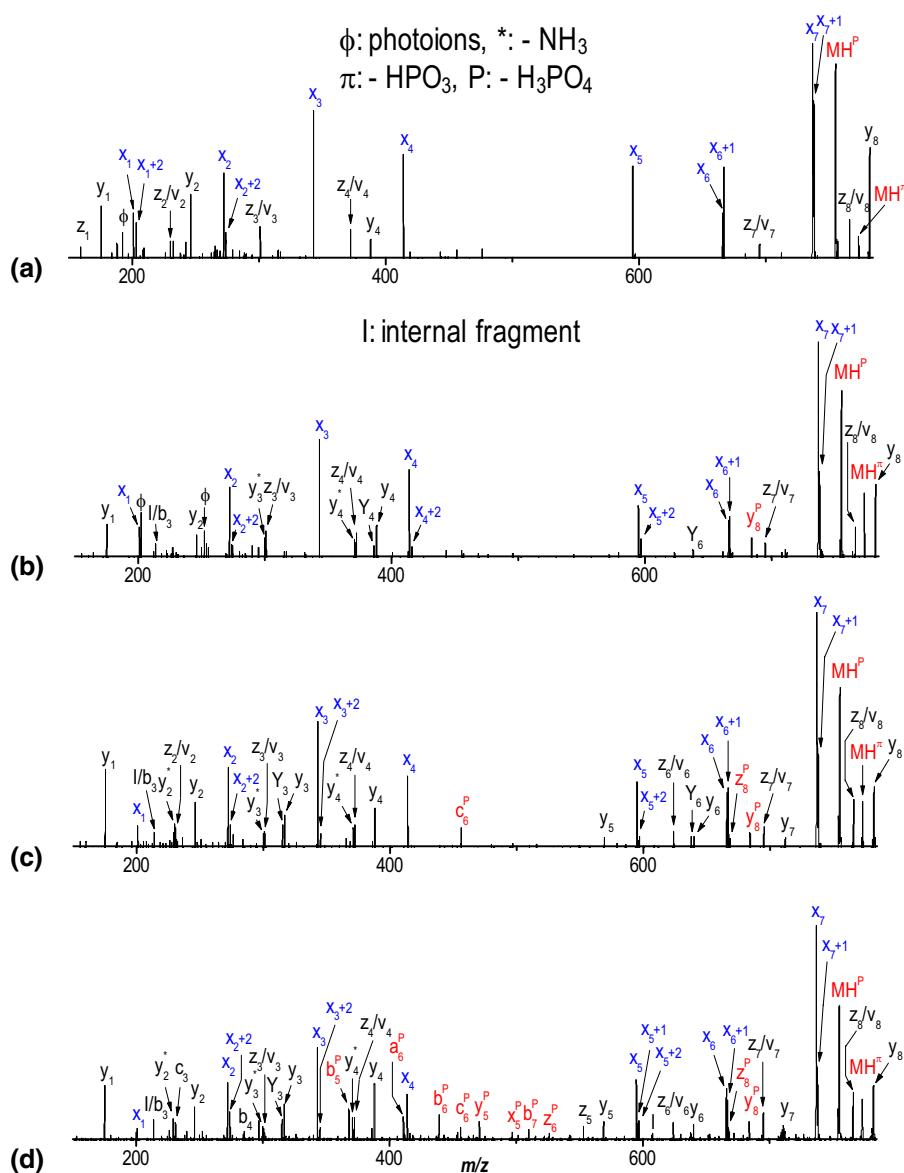 ϕ: photoions, *: - NH₃
π: - HPO₃, P: - H₃PO₄
z₁ y₁ ϕ x₁ x₁+2 z₂/v₂ y₂ x₂ x₂+2 z₃/v₃ x₃ z₄/v₄ y₄ x₄ x₅ x₆ x₆+1 z₇/v₇ x₇ x₇+1 MHᴾ z₈/v₈ MHᵖⁱ y₈
(a)
200 400 600
I: internal fragment
y₁ x₁ ϕ I/b₃ y₂ ϕ x₂ x₂+2 y₃* z₃/v₃ x₃ y₄* z₄/v₄ Y₄ y₄ x₄ x₄+2 x₅ x₅+2 Y₆ x₆ x₆+1 y₈ᴾ z₇/v₇ x₇ x₇+1 MHᴾ z₈/v₈ MHᵖⁱ y₈
(b)
200 400 600
y₁ x₁ I/b₃ y₂* z₂/v₂ y₂ x₂ x₂+2 y₃* z₃/v₃ Y₃ y₃ x₃ x₃+2 y₄* z₄/v₄ y₄ x₄ c₆ᴾ y₅ x₅ x₅+2 z₆/v₆ Y₆ y₆ x₆ x₆+1 z₈ᴾ y₈ᴾ z₇/v₇ y₇ x₇ x₇+1 MHᴾ z₈/v₈ MHᵖⁱ y₈
(c)
200 400 600
y₁ x₁ I/b₃ y₂* c₃ y₂ x₂ x₂+2 b₄ y₃* z₃/v₃ Y₃ y₃ x₃ x₃+2 b₅ᴾ y₄* z₄/v₄ y₄ a₆ᴾ x₄ b₆ᴾ c₆ᴾ y₅ᴾ x₅ᴾ b₇ᴾ z₆ᴾ z₅ y₅ x₅ x₅+1 x₅+2 z₆/v₆ y₆ x₆ x₆+1 z₈ᴾ y₈ᴾ z₇/v₇ y₇ x₇ x₇+1 MHᴾ z₈/v₈ MHᵖⁱ y₈
(d)
200 400 m/z 600